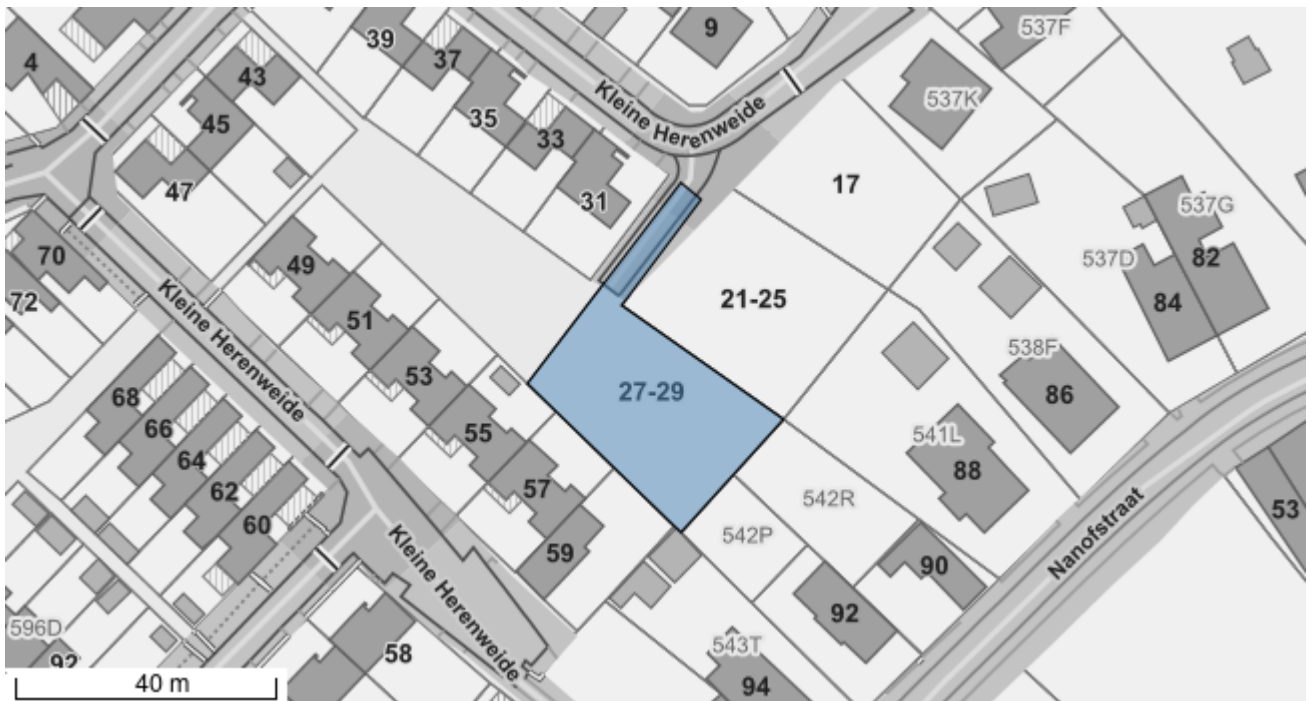 9
537F
39
37
4
43
Kleine Herenweide
537K
45
35
33
17
47
31
537G
70
49
537D
82
72
Kleine Herenweide
51
21-25
84
53
538F
68
27-29
86
66
55
541L
64
88
62
57
542R
53
60
542P
Nanofstraat
59
Kleine Herenweide
90
92
596D
543T
92
58
40 m
94